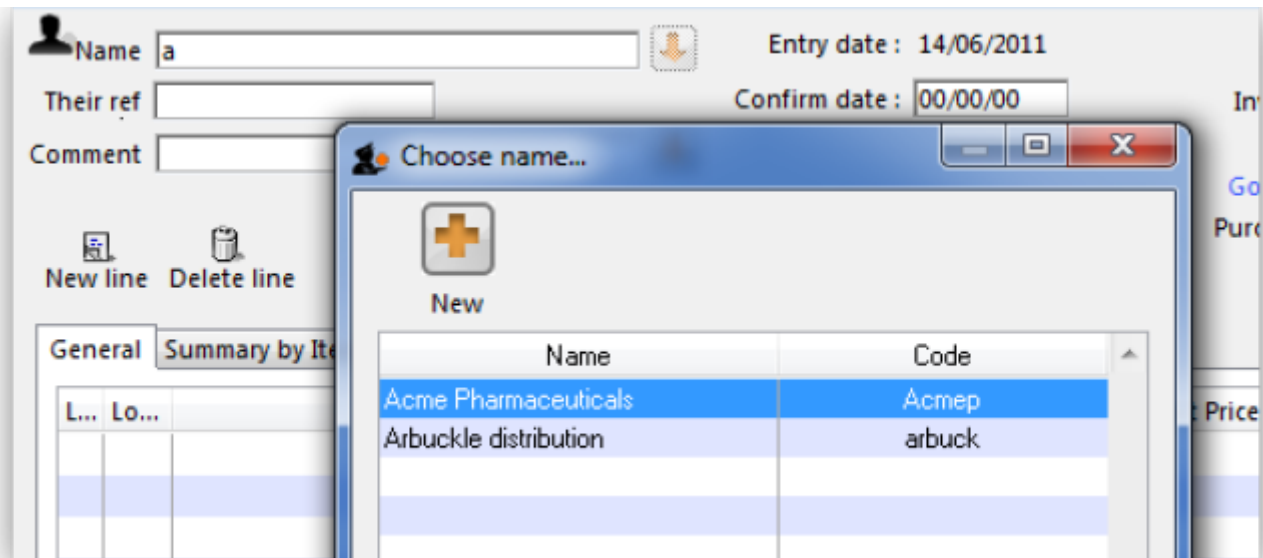 Name a Entry date : 14/06/2011
Their ref Confirm date : 00/00/00
Comment
Choose name...
New line Delete line
New
General Summary by Ite
Name Code
Acme Pharmaceuticals Acmep
Arbuckle distribution arbuck
L... Lo...
Price